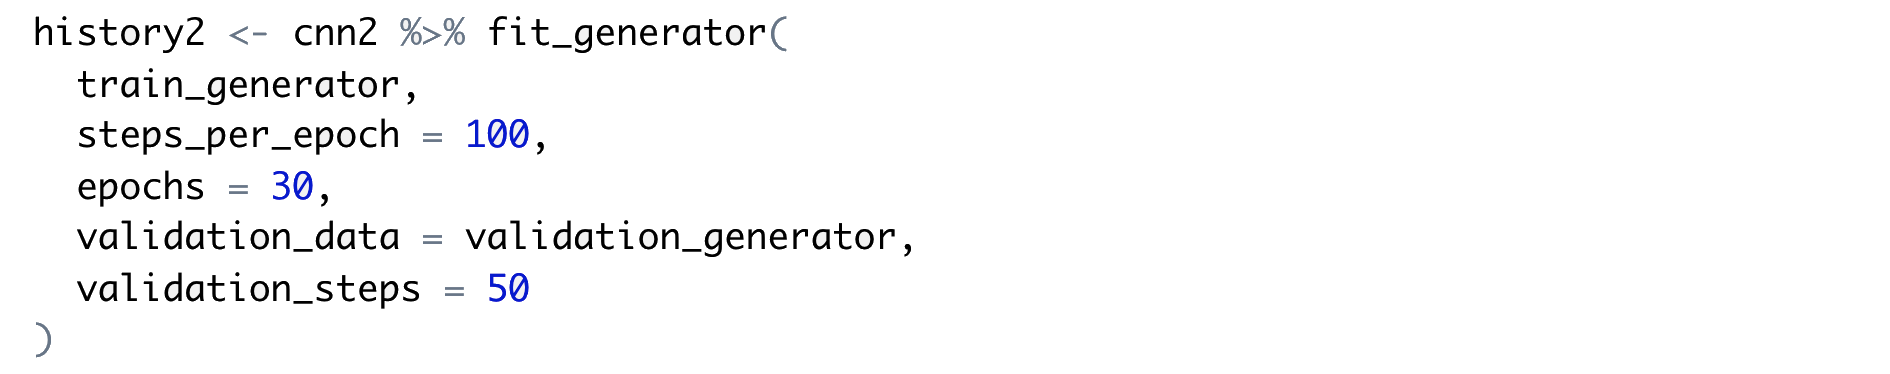 history2 <- cnn2 %>% fit_generator(
  train_generator,
  steps_per_epoch = 100,
  epochs = 30,
  validation_data = validation_generator,
  validation_steps = 50
)